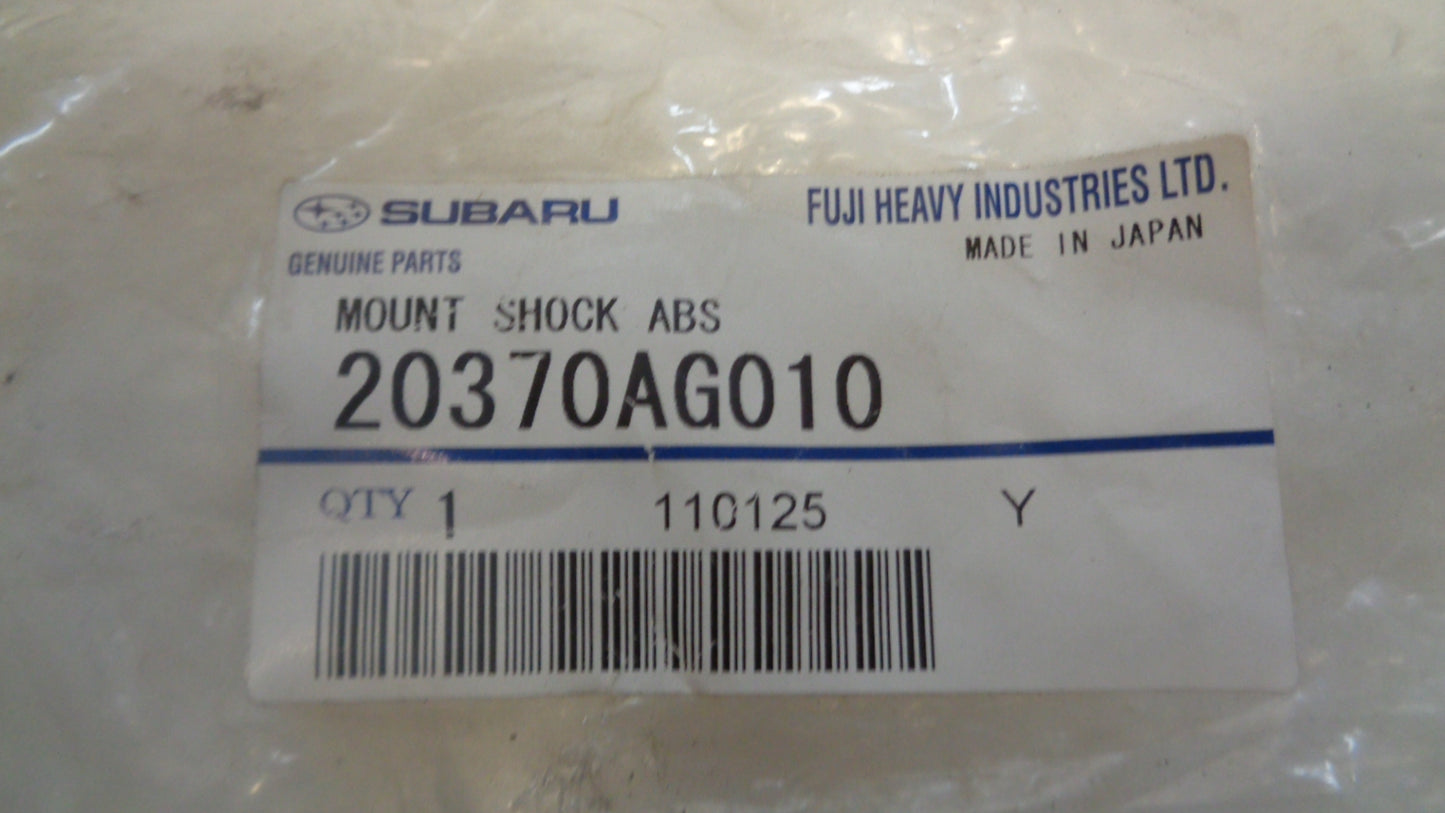 SUBARU FUJI HEAVY INDUSTRIES LTD.
GENUINE PARTS MADE IN JAPAN
MOUNT SHOCK ABS
20370AG010
QTY 1 110125 Y